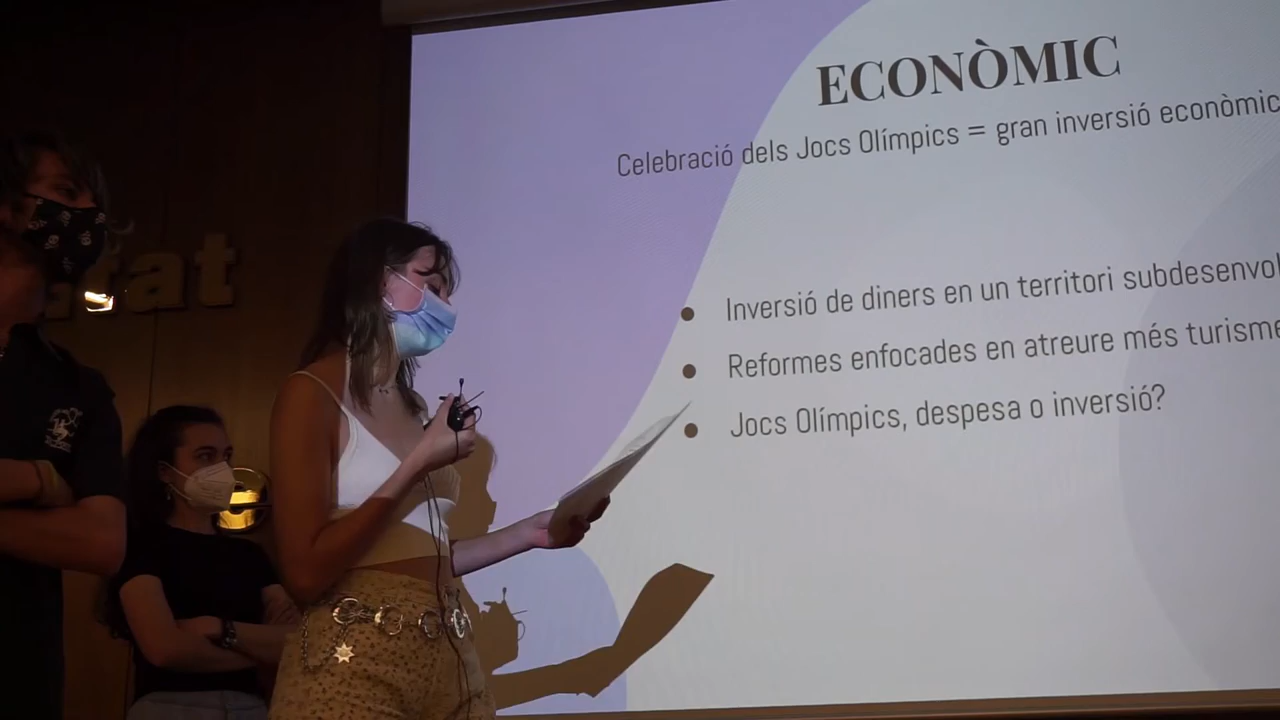 ECONÒMIC
Celebració dels Jocs Olímpics = gran inversió econòmic
Inversió de diners en un territori subdesenvol
Reformes enfocades en atreure més turisme
Jocs Olímpics, despesa o inversió?